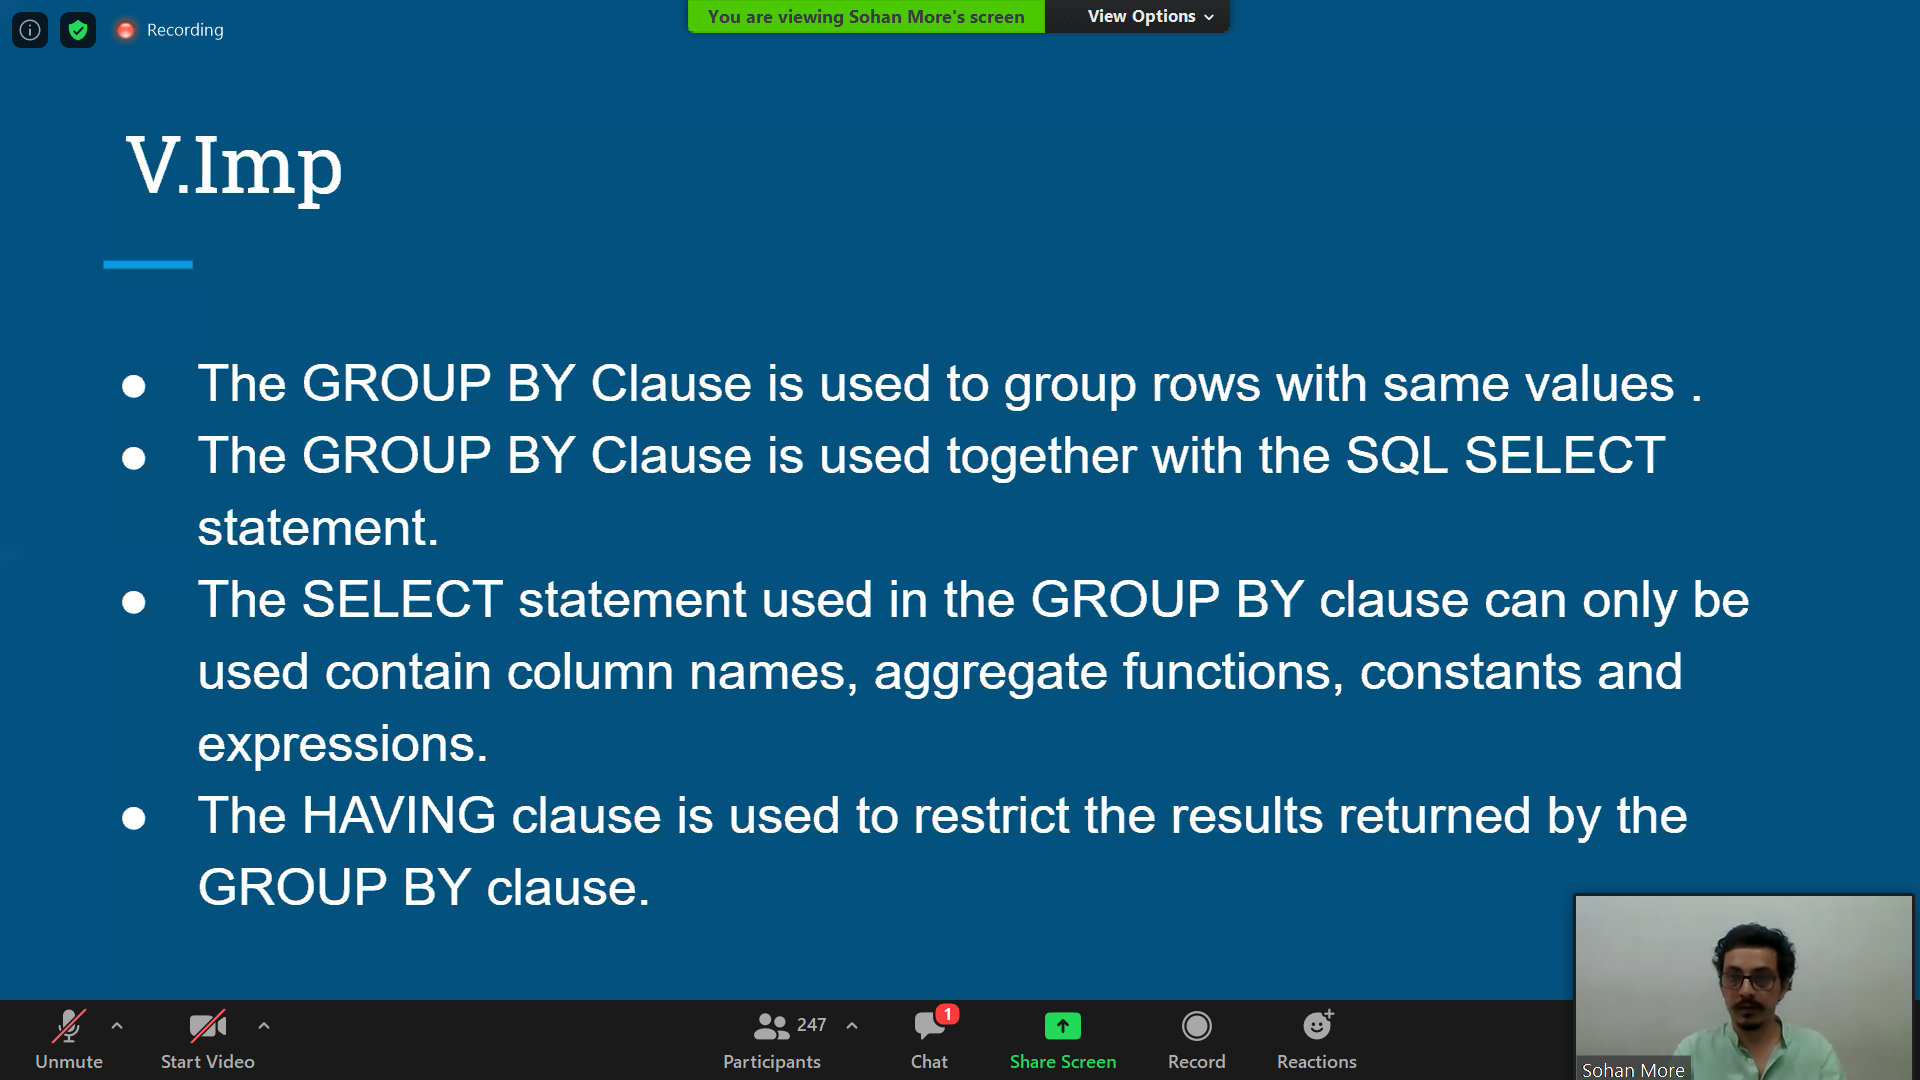 Recording
You are viewing Sohan More's screen
View Options
V.Imp
● The GROUP BY Clause is used to group rows with same values .
● The GROUP BY Clause is used together with the SQL SELECT
statement.
● The SELECT statement used in the GROUP BY clause can only be
used contain column names, aggregate functions, constants and
expressions.
● The HAVING clause is used to restrict the results returned by the
GROUP BY clause.
Unmute
Start Video
247
Participants
1
Chat
Share Screen
Record
Reactions
Sohan More